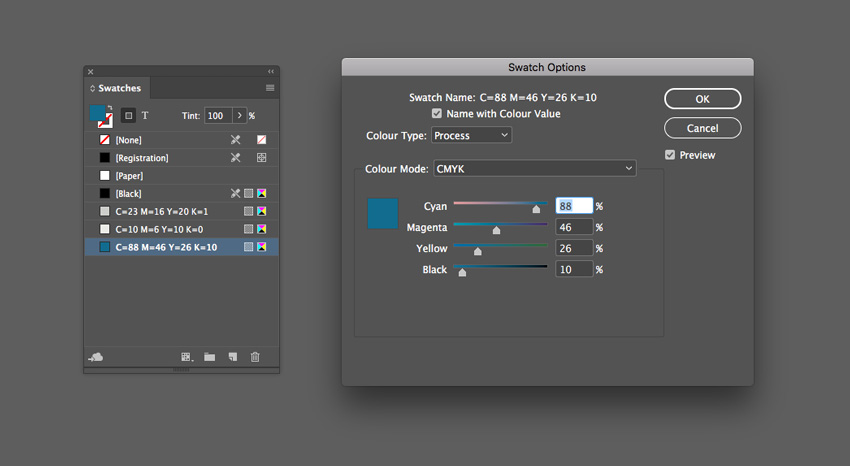 Swatches
T Tint: 100 > %
[None]
[Registration]
[Paper]
[Black]
C=23 M=16 Y=20 K=1
C=10 M=6 Y=10 K=0
C=88 M=46 Y=26 K=10
Swatch Options
Swatch Name: C=88 M=46 Y=26 K=10
Name with Colour Value
Colour Type: Process
Colour Mode: CMYK
Cyan 88 %
Magenta 46 %
Yellow 26 %
Black 10 %
OK
Cancel
Preview